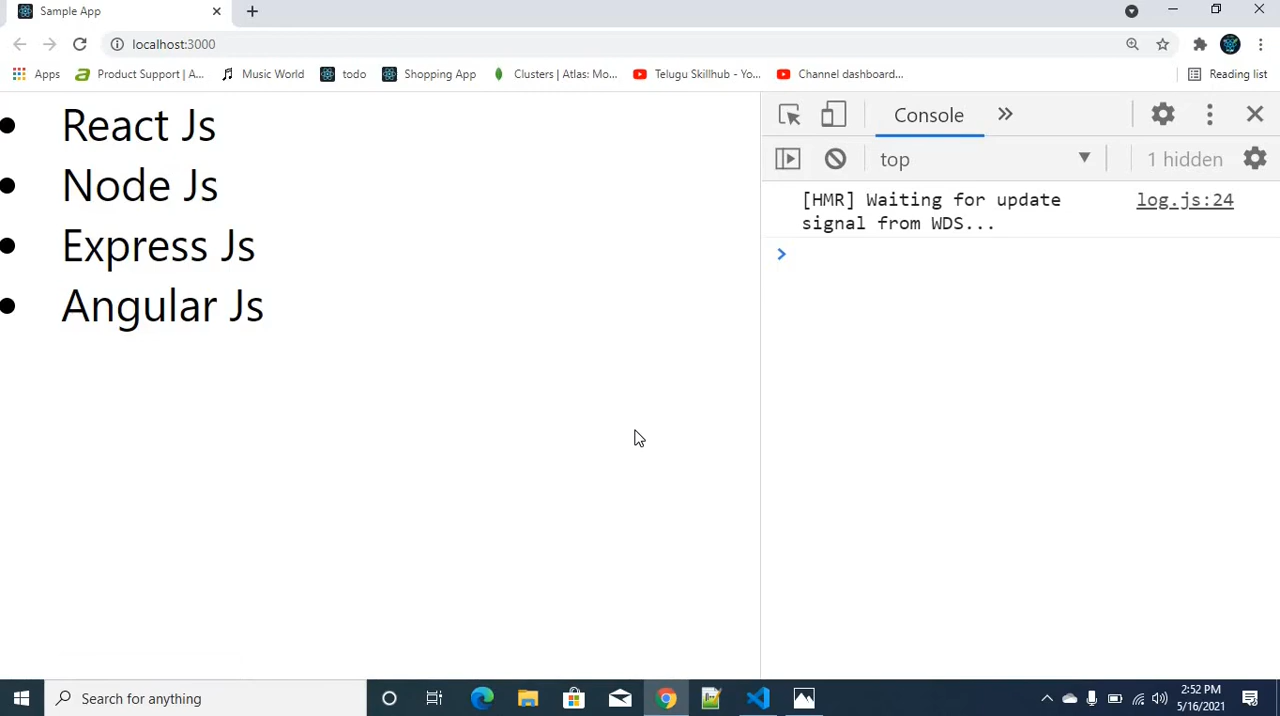 Sample App
localhost:3000
Apps
Product Support | A...
Music World
todo
Shopping App
Clusters | Atlas: Mo...
Telugu Skillhub - Yo...
Channel dashboard...
Reading list
React Js
Node Js
Express Js
Angular Js
Console
top
1 hidden
[HMR] Waiting for update log.js:24
signal from WDS...
Search for anything
2:52 PM
5/16/2021